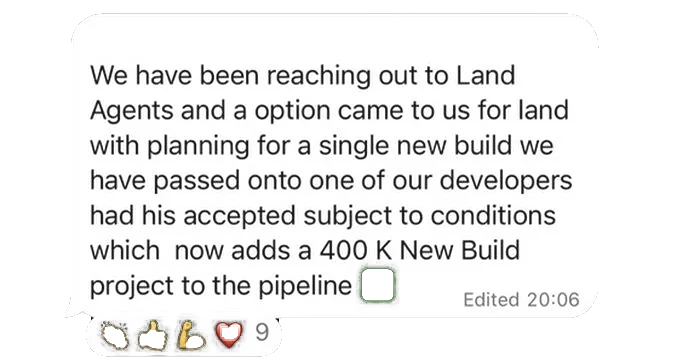 We have been reaching out to Land
Agents and a option came to us for land
with planning for a single new build we
have passed onto one of our developers
had his accepted subject to conditions
which  now adds a 400 K New Build
project to the pipeline
Edited 20:06
9